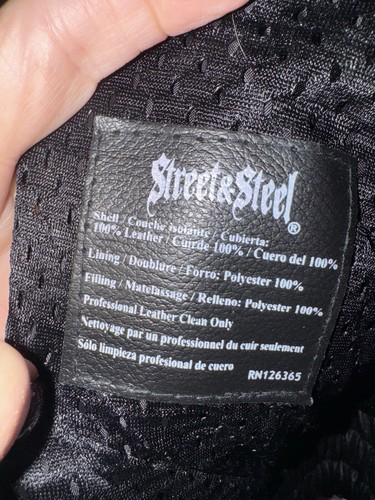 Street&Steel®
Shell / Couche isolante / Cubierta:
100% Leather / Cuirde 100% / Cuero del 100%
Lining / Doublure / Forro: Polyester 100%
Filling / Matelassage / Relleno: Polyester 100%
Professional Leather Clean Only
Nettoyage par un professionnel du cuir seulement
Sólo limpieza profesional de cuero
RN126365